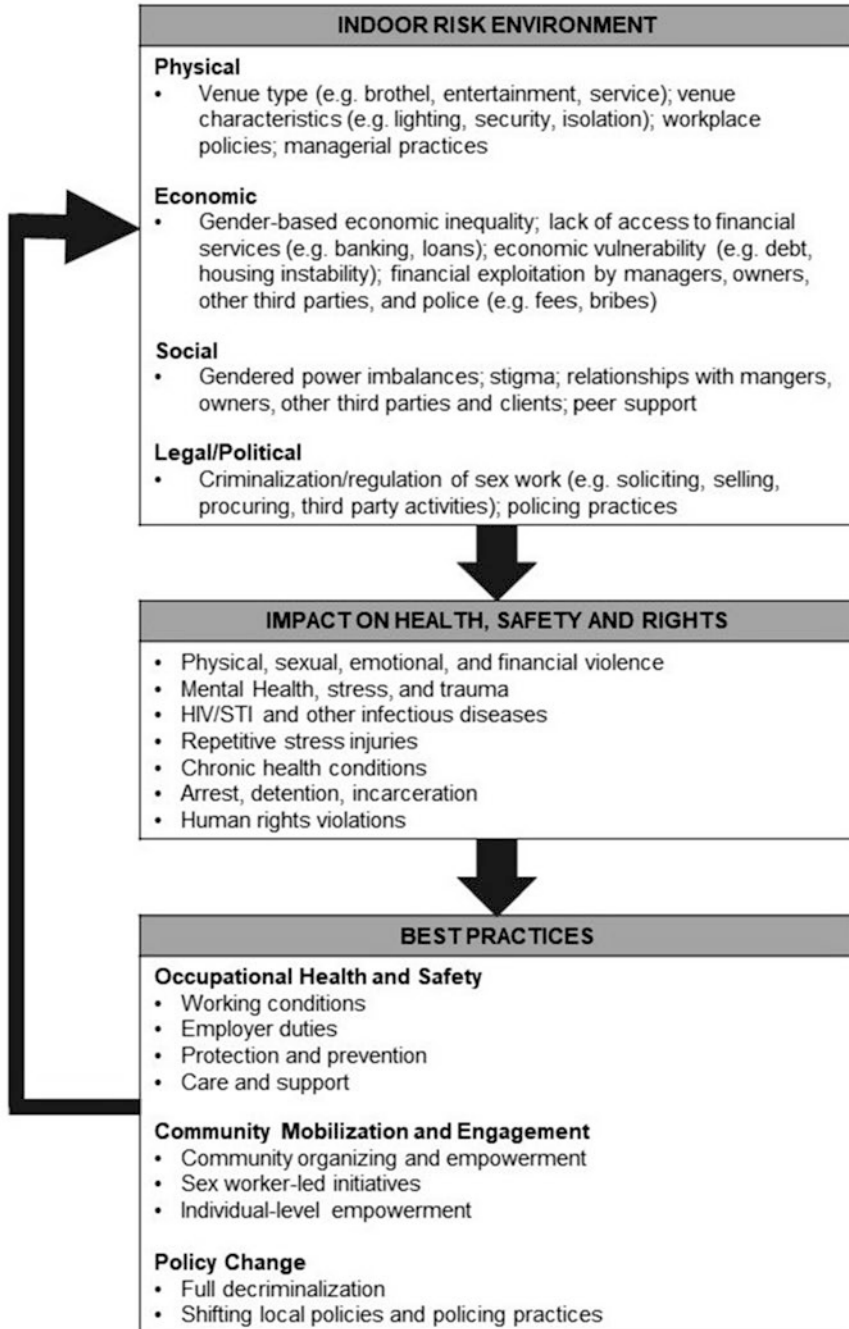 INDOOR RISK ENVIRONMENT
Physical
• Venue type (e.g. brothel, entertainment, service); venue
characteristics (e.g. lighting, security, isolation); workplace
policies; managerial practices
Economic
• Gender-based economic inequality; lack of access to financial
services (e.g. banking, loans); economic vulnerability (e.g. debt,
housing instability); financial exploitation by managers, owners,
other third parties, and police (e.g. fees, bribes)
Social
• Gendered power imbalances; stigma; relationships with mangers,
owners, other third parties and clients; peer support
Legal/Political
• Criminalization/regulation of sex work (e.g. soliciting, selling,
procuring, third party activities); policing practices
IMPACT ON HEALTH, SAFETY AND RIGHTS
• Physical, sexual, emotional, and financial violence
• Mental Health, stress, and trauma
• HIV/STI and other infectious diseases
• Repetitive stress injuries
• Chronic health conditions
• Arrest, detention, incarceration
• Human rights violations
BEST PRACTICES
Occupational Health and Safety
• Working conditions
• Employer duties
• Protection and prevention
• Care and support
Community Mobilization and Engagement
• Community organizing and empowerment
• Sex worker-led initiatives
• Individual-level empowerment
Policy Change
• Full decriminalization
• Shifting local policies and policing practices